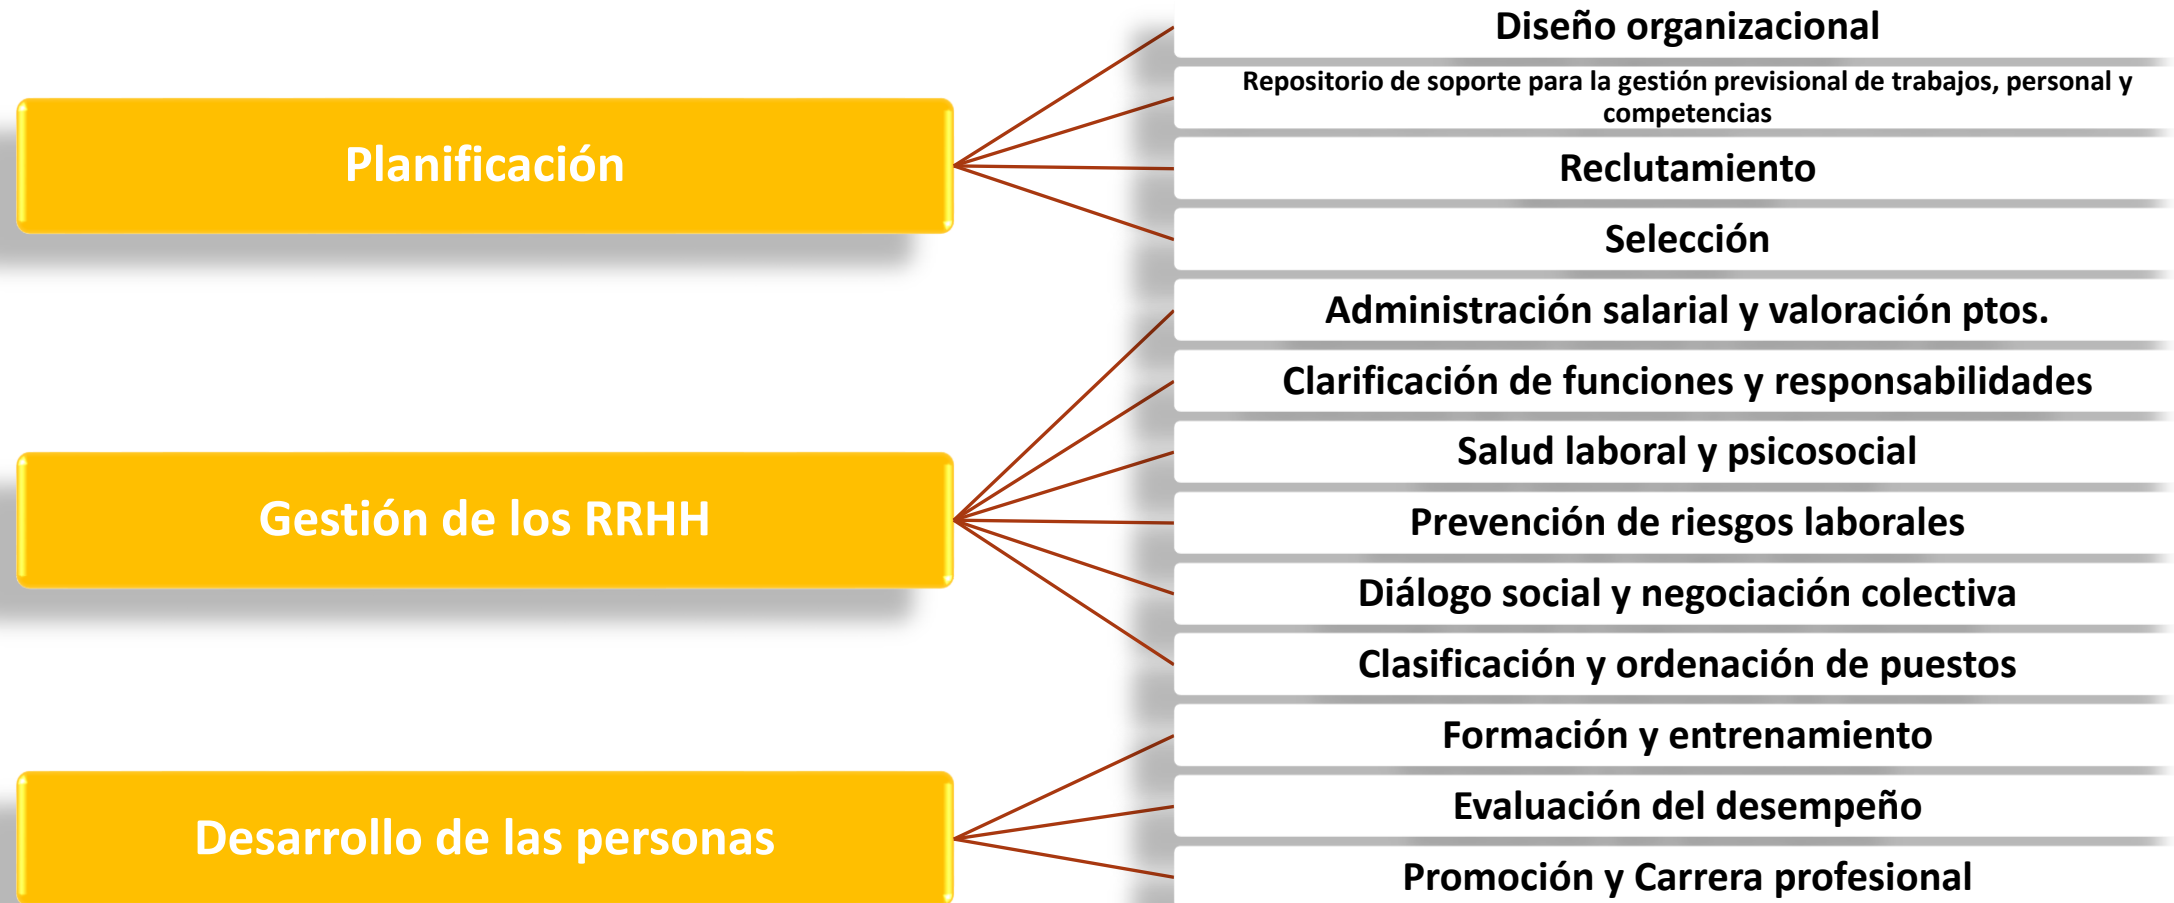 Planificación
Diseño organizacional
Repositorio de soporte para la gestión previsional de trabajos, personal y
competencias
Reclutamiento
Selección
Gestión de los RRHH
Administración salarial y valoración ptos.
Clarificación de funciones y responsabilidades
Salud laboral y psicosocial
Prevención de riesgos laborales
Diálogo social y negociación colectiva
Clasificación y ordenación de puestos
Desarrollo de las personas
Formación y entrenamiento
Evaluación del desempeño
Promoción y Carrera profesional